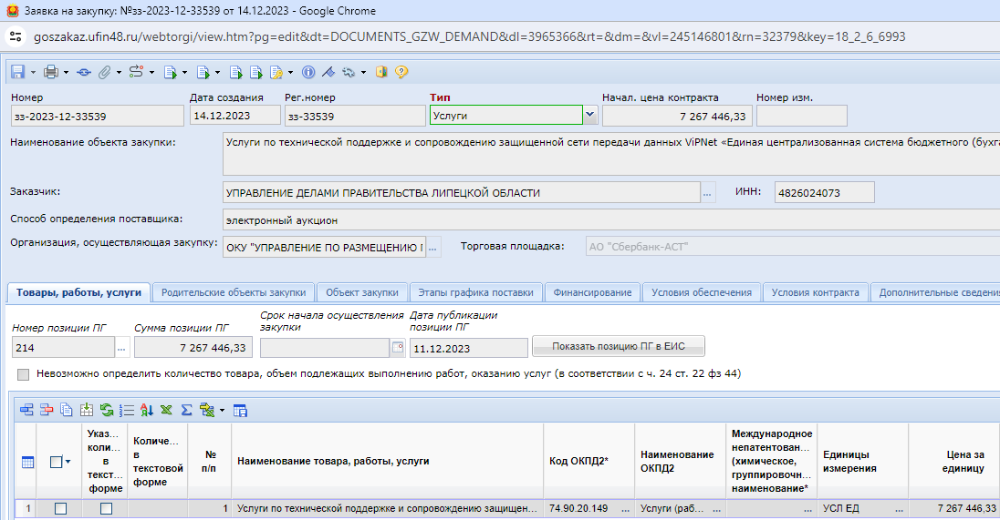 Заявка на закупку: №зз-2023-12-33539 от 14.12.2023 - Google Chrome
goszakaz.ufin48.ru/webtorgi/view.htm?pg=edit&dt=DOCUMENTS_GZW_DEMAND&dl=3965366&rt=&dm=&vl=245146801&rn=32379&key=18_2_6_6993
Номер Дата создания Рег.номер Тип Начал. цена контракта Номер изм.
зз-2023-12-33539 14.12.2023 зз-33539 Услуги 7 267 446,33
Наименование объекта закупки: Услуги по технической поддержке и сопровождению защищенной сети передачи данных ViPNet «Единая централизованная система бюджетного (бухга
Заказчик: УПРАВЛЕНИЕ ДЕЛАМИ ПРАВИТЕЛЬСТВА ЛИПЕЦКОЙ ОБЛАСТИ ... ИНН: 4826024073
Способ определения поставщика: электронный аукцион
Организация, осуществляющая закупку: ОКУ "УПРАВЛЕНИЕ ПО РАЗМЕЩЕНИЮ ... Торговая площадка: АО "Сбербанк-АСТ"
Товары, работы, услуги Родительские объекты закупки Объект закупки Этапы графика поставки Финансирование Условия обеспечения Условия контракта Дополнительные сведения
Номер позиции ПГ Сумма позиции ПГ Срок начала осуществления закупки Дата публикации позиции ПГ
214 ... 7 267 446,33 11.12.2023 Показать позицию ПГ в ЕИС
Невозможно определить количество товара, объем подлежащих выполнению работ, оказанию услуг (в соответствии с ч. 24 ст. 22 фз 44)
Указ... коли... в текст... форме Количе... в текстовой форме № п/п Наименование товара, работы, услуги Код ОКПД2* Наименование ОКПД2 Международное непатентован... (химическое, группировочн... наименование* Единицы измерения Цена за единицу
1 1 Услуги по технической поддержке и сопровождению защищен... 74.90.20.149 ... Услуги (раб... ... ... УСЛ ЕД ... 7 267 446,33